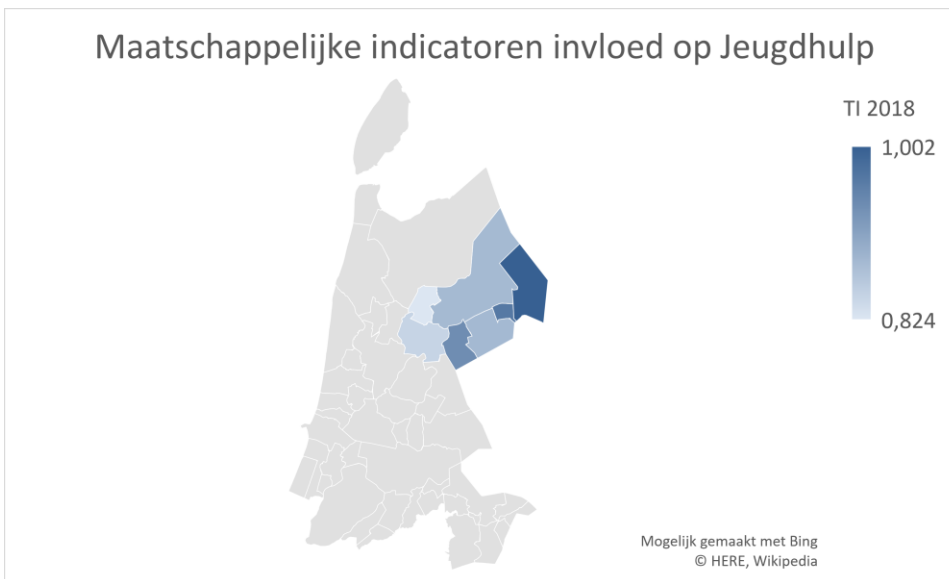 Maatschappelijke indicatoren invloed op Jeugdhulp
TI 2018
1,002
0,824
Mogelijk gemaakt met Bing
© HERE, Wikipedia